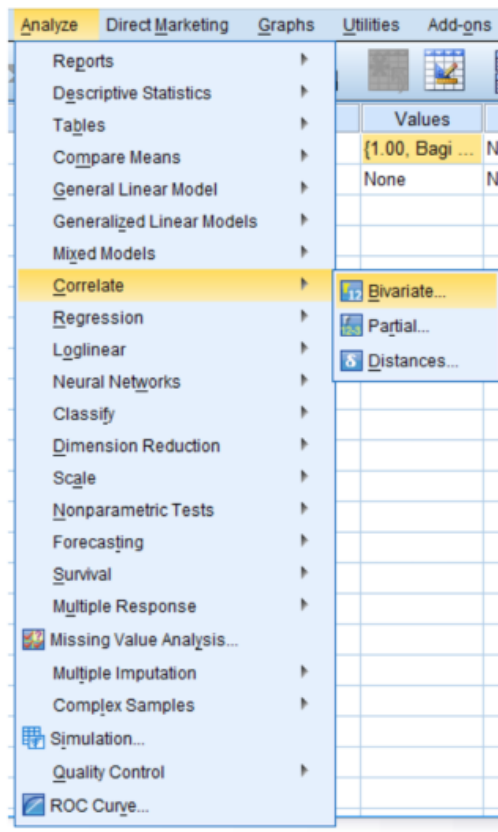 Analyze Direct Marketing Graphs Utilities Add-ons
Reports
Descriptive Statistics
Tables
Values
Compare Means
{1.00, Bagi ... N
General Linear Model
None N
Generalized Linear Models
Mixed Models
Correlate
Bivariate...
Regression
Partial...
Loglinear
Distances...
Neural Networks
Classify
Dimension Reduction
Scale
Nonparametric Tests
Forecasting
Survival
Multiple Response
Missing Value Analysis...
Multiple Imputation
Complex Samples
Simulation...
Quality Control
ROC Curve...